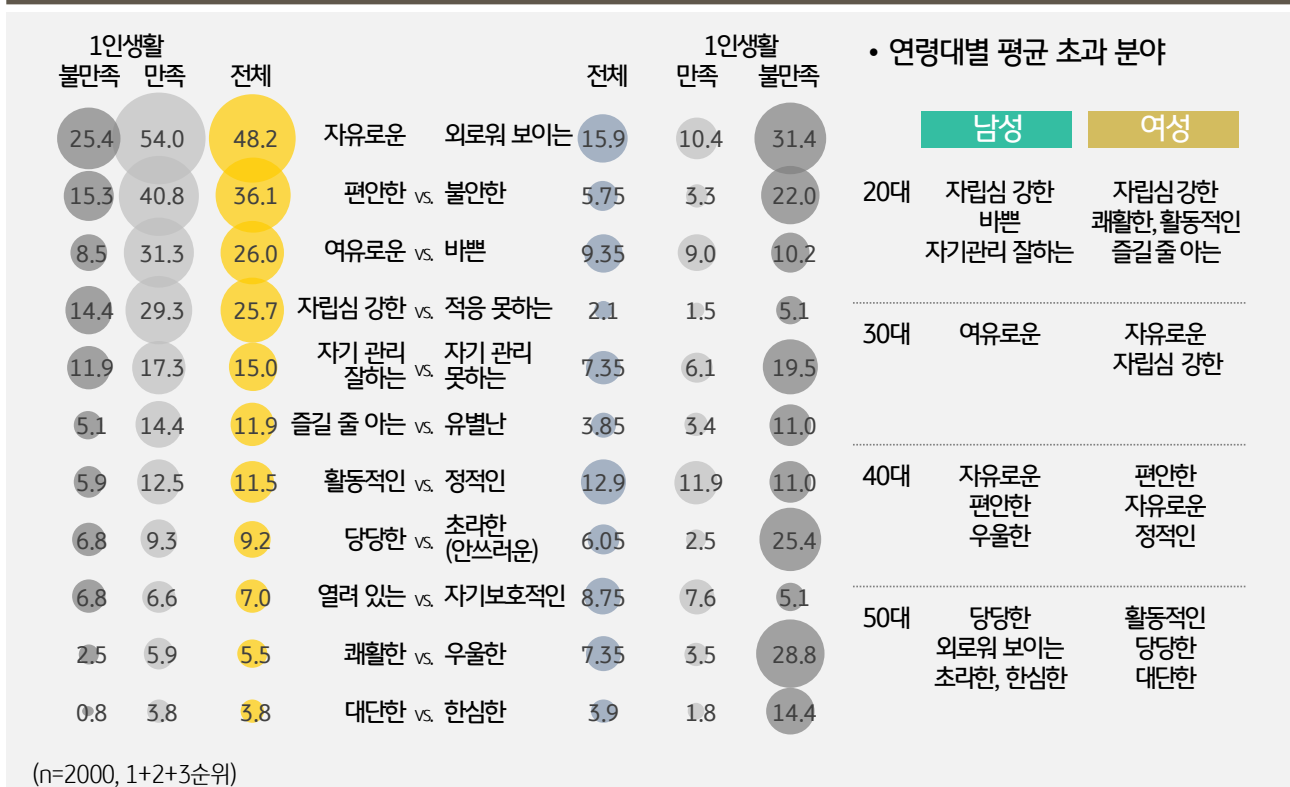 1인생활
불만족 만족 전체
전체
1인생활
만족 불만족
25.4 54.0 48.2 자유로운 외로워 보이는 15.9 10.4 31.4
15.3 40.8 36.1 편안한 vs. 불안한 5.75 3.3 22.0
8.5 31.3 26.0 여유로운 vs. 바쁜 9.35 9.0 10.2
14.4 29.3 25.7 자립심 강한 vs. 적응 못하는 2.1 1.5 5.1
11.9 17.3 15.0 자기 관리 잘하는 vs. 자기 관리 못하는 7.35 6.1 19.5
5.1 14.4 11.9 즐길 줄 아는 vs. 유별난 3.85 3.4 11.0
5.9 12.5 11.5 활동적인 vs. 정적인 12.9 11.9 11.0
6.8 9.3 9.2 당당한 vs. 초라한 (안쓰러운) 6.05 2.5 25.4
6.8 6.6 7.0 열려 있는 vs. 자기보호적인 8.75 7.6 5.1
2.5 5.9 5.5 쾌활한 vs. 우울한 7.35 3.5 28.8
0.8 3.8 3.8 대단한 vs. 한심한 3.9 1.8 14.4
(n=2000, 1+2+3순위)
• 연령대별 평균 초과 분야
남성 여성
20대 자립심 강한 자립심강한
바쁜 쾌활한, 활동적인
자기관리 잘하는 즐길 줄 아는
30대 여유로운 자유로운
자립심 강한
40대 자유로운 편안한
편안한 자유로운
우울한 정적인
50대 당당한 활동적인
외로워 보이는 당당한
초라한, 한심한 대단한